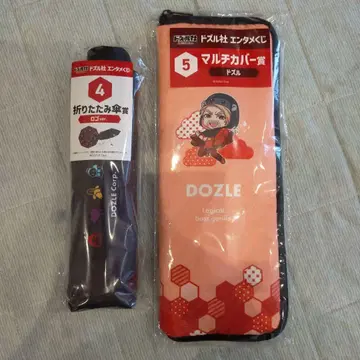 ドズル社 エンタメくじ
4
折りたたみ傘賞
ロゴver.
DOZLE Corp.
ドズル社 エンタメくじ
5
マルチカバー賞
ドズル
DOZLE